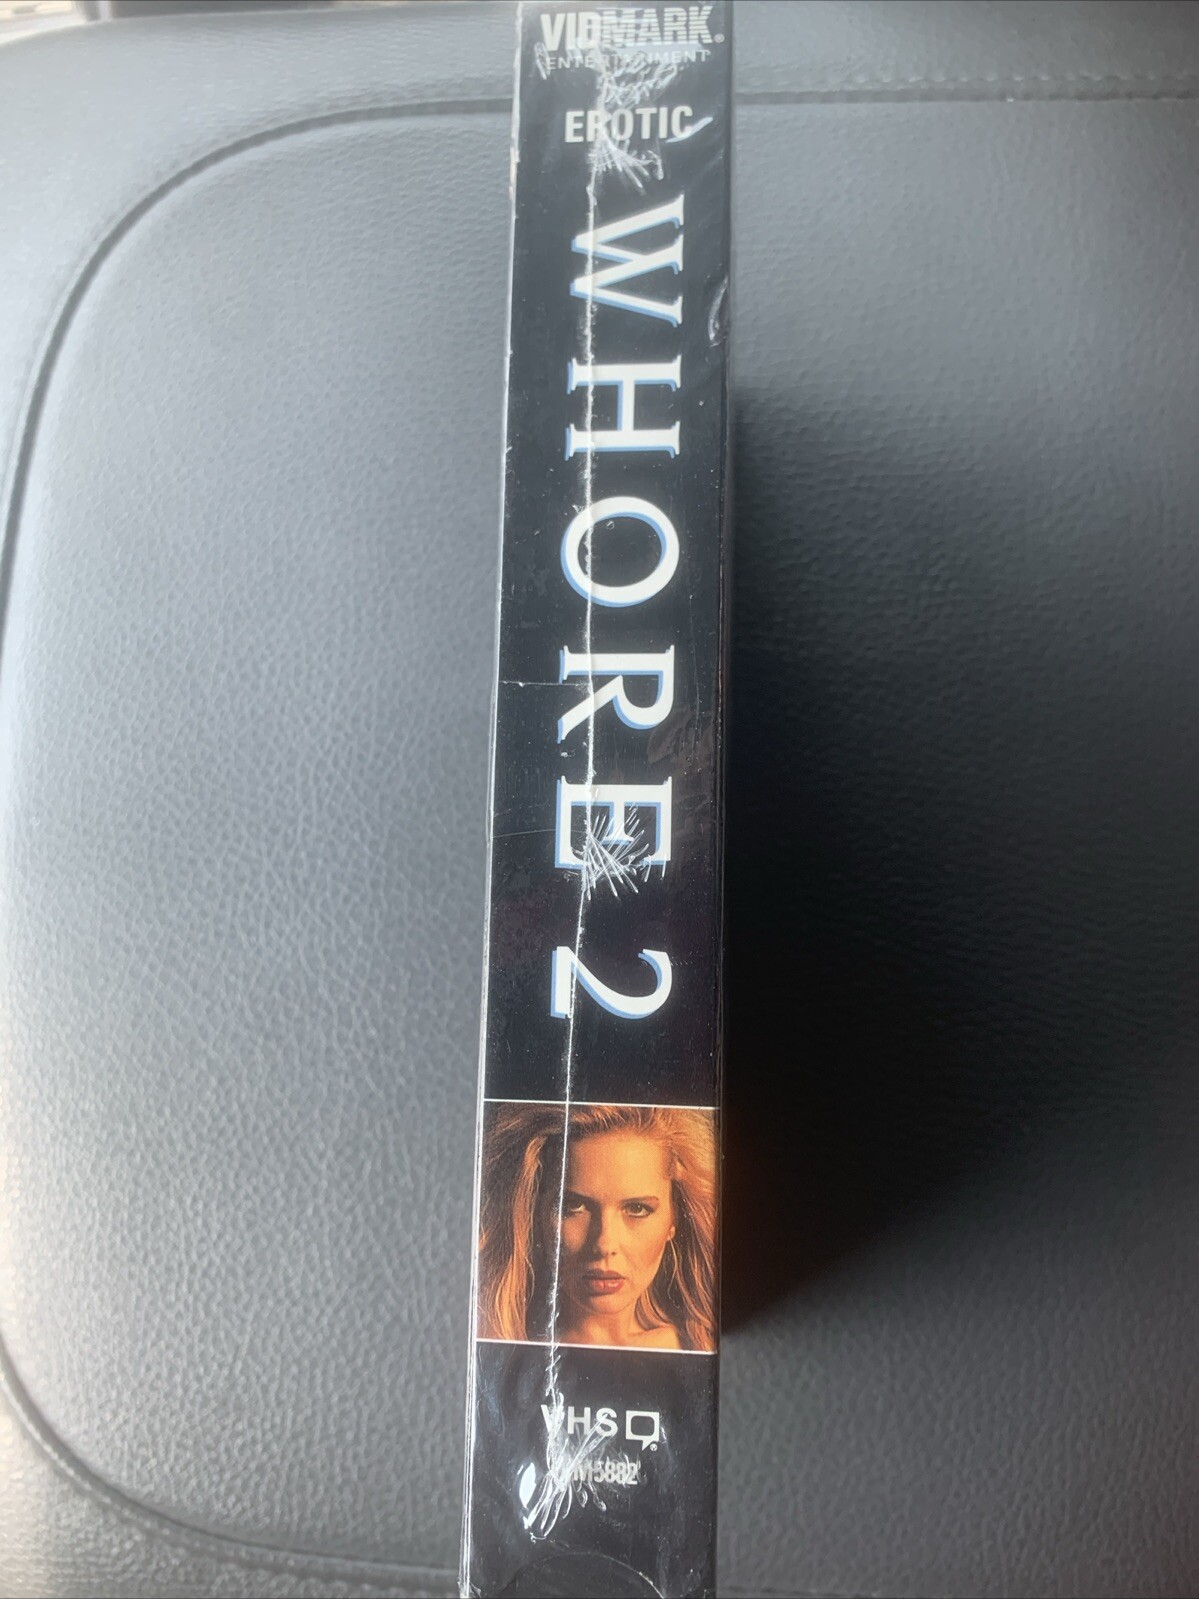 VIDMARK®
ENTERTAINMENT
EROTIC
WHORE 2
VHS